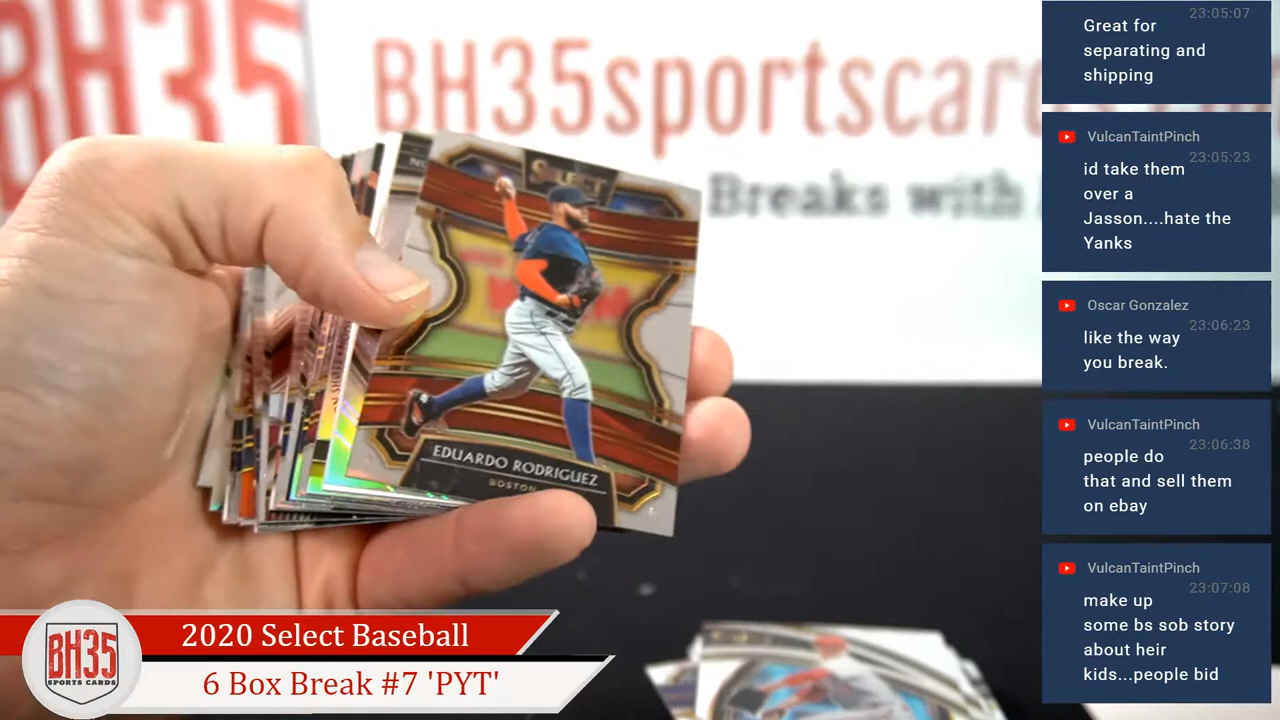 BH35
BH35sportscards
Breaks with
SELECT
EDUARDO RODRIGUEZ
BOSTON
2020 Select Baseball
6 Box Break #7 'PYT'
BH35
SPORTS CARDS
23:05:07
Great for
separating and
shipping
VulcanTaintPinch
23:05:23
id take them
over a
Jasson....hate the
Yanks
Oscar Gonzalez
23:06:23
like the way
you break.
VulcanTaintPinch
23:06:38
people do
that and sell them
on ebay
VulcanTaintPinch
23:07:08
make up
some bs sob story
about heir
kids...people bid